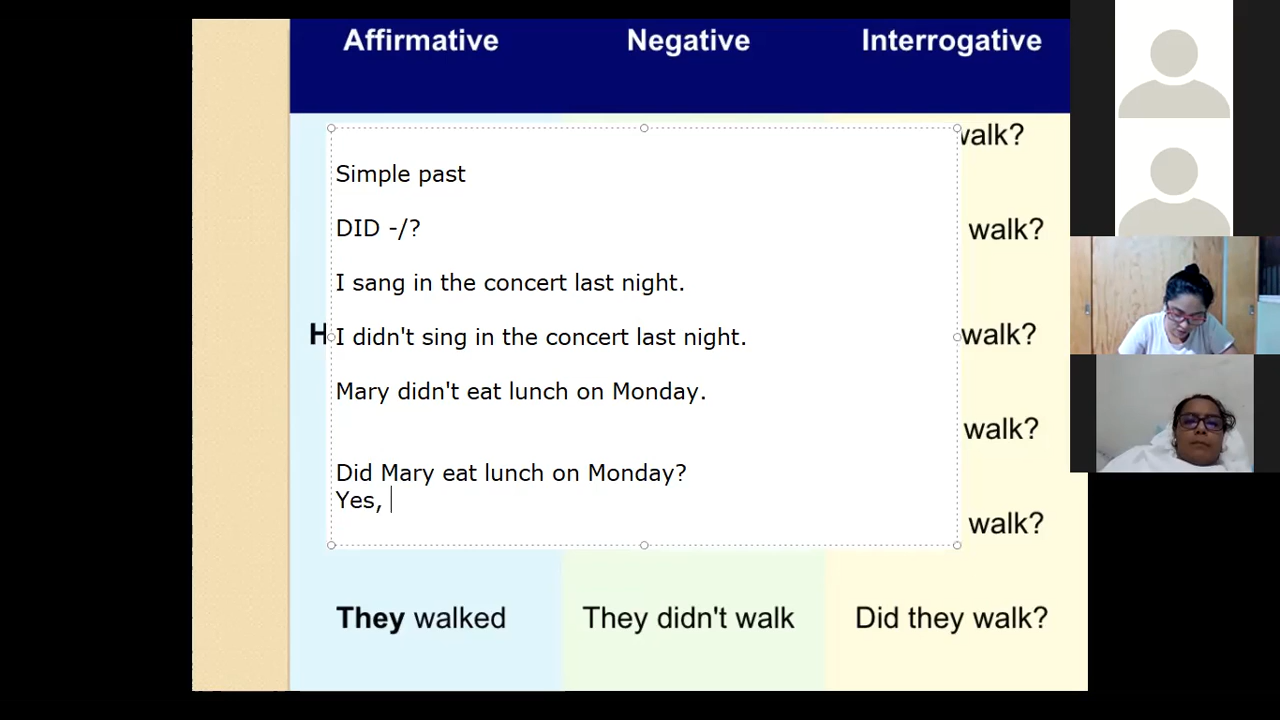 Affirmative Negative Interrogative
walk?
Simple past
DID -/?
walk?
I sang in the concert last night.
H
I didn't sing in the concert last night.
walk?
Mary didn't eat lunch on Monday.
walk?
Did Mary eat lunch on Monday?
Yes,
walk?
They walked They didn't walk Did they walk?